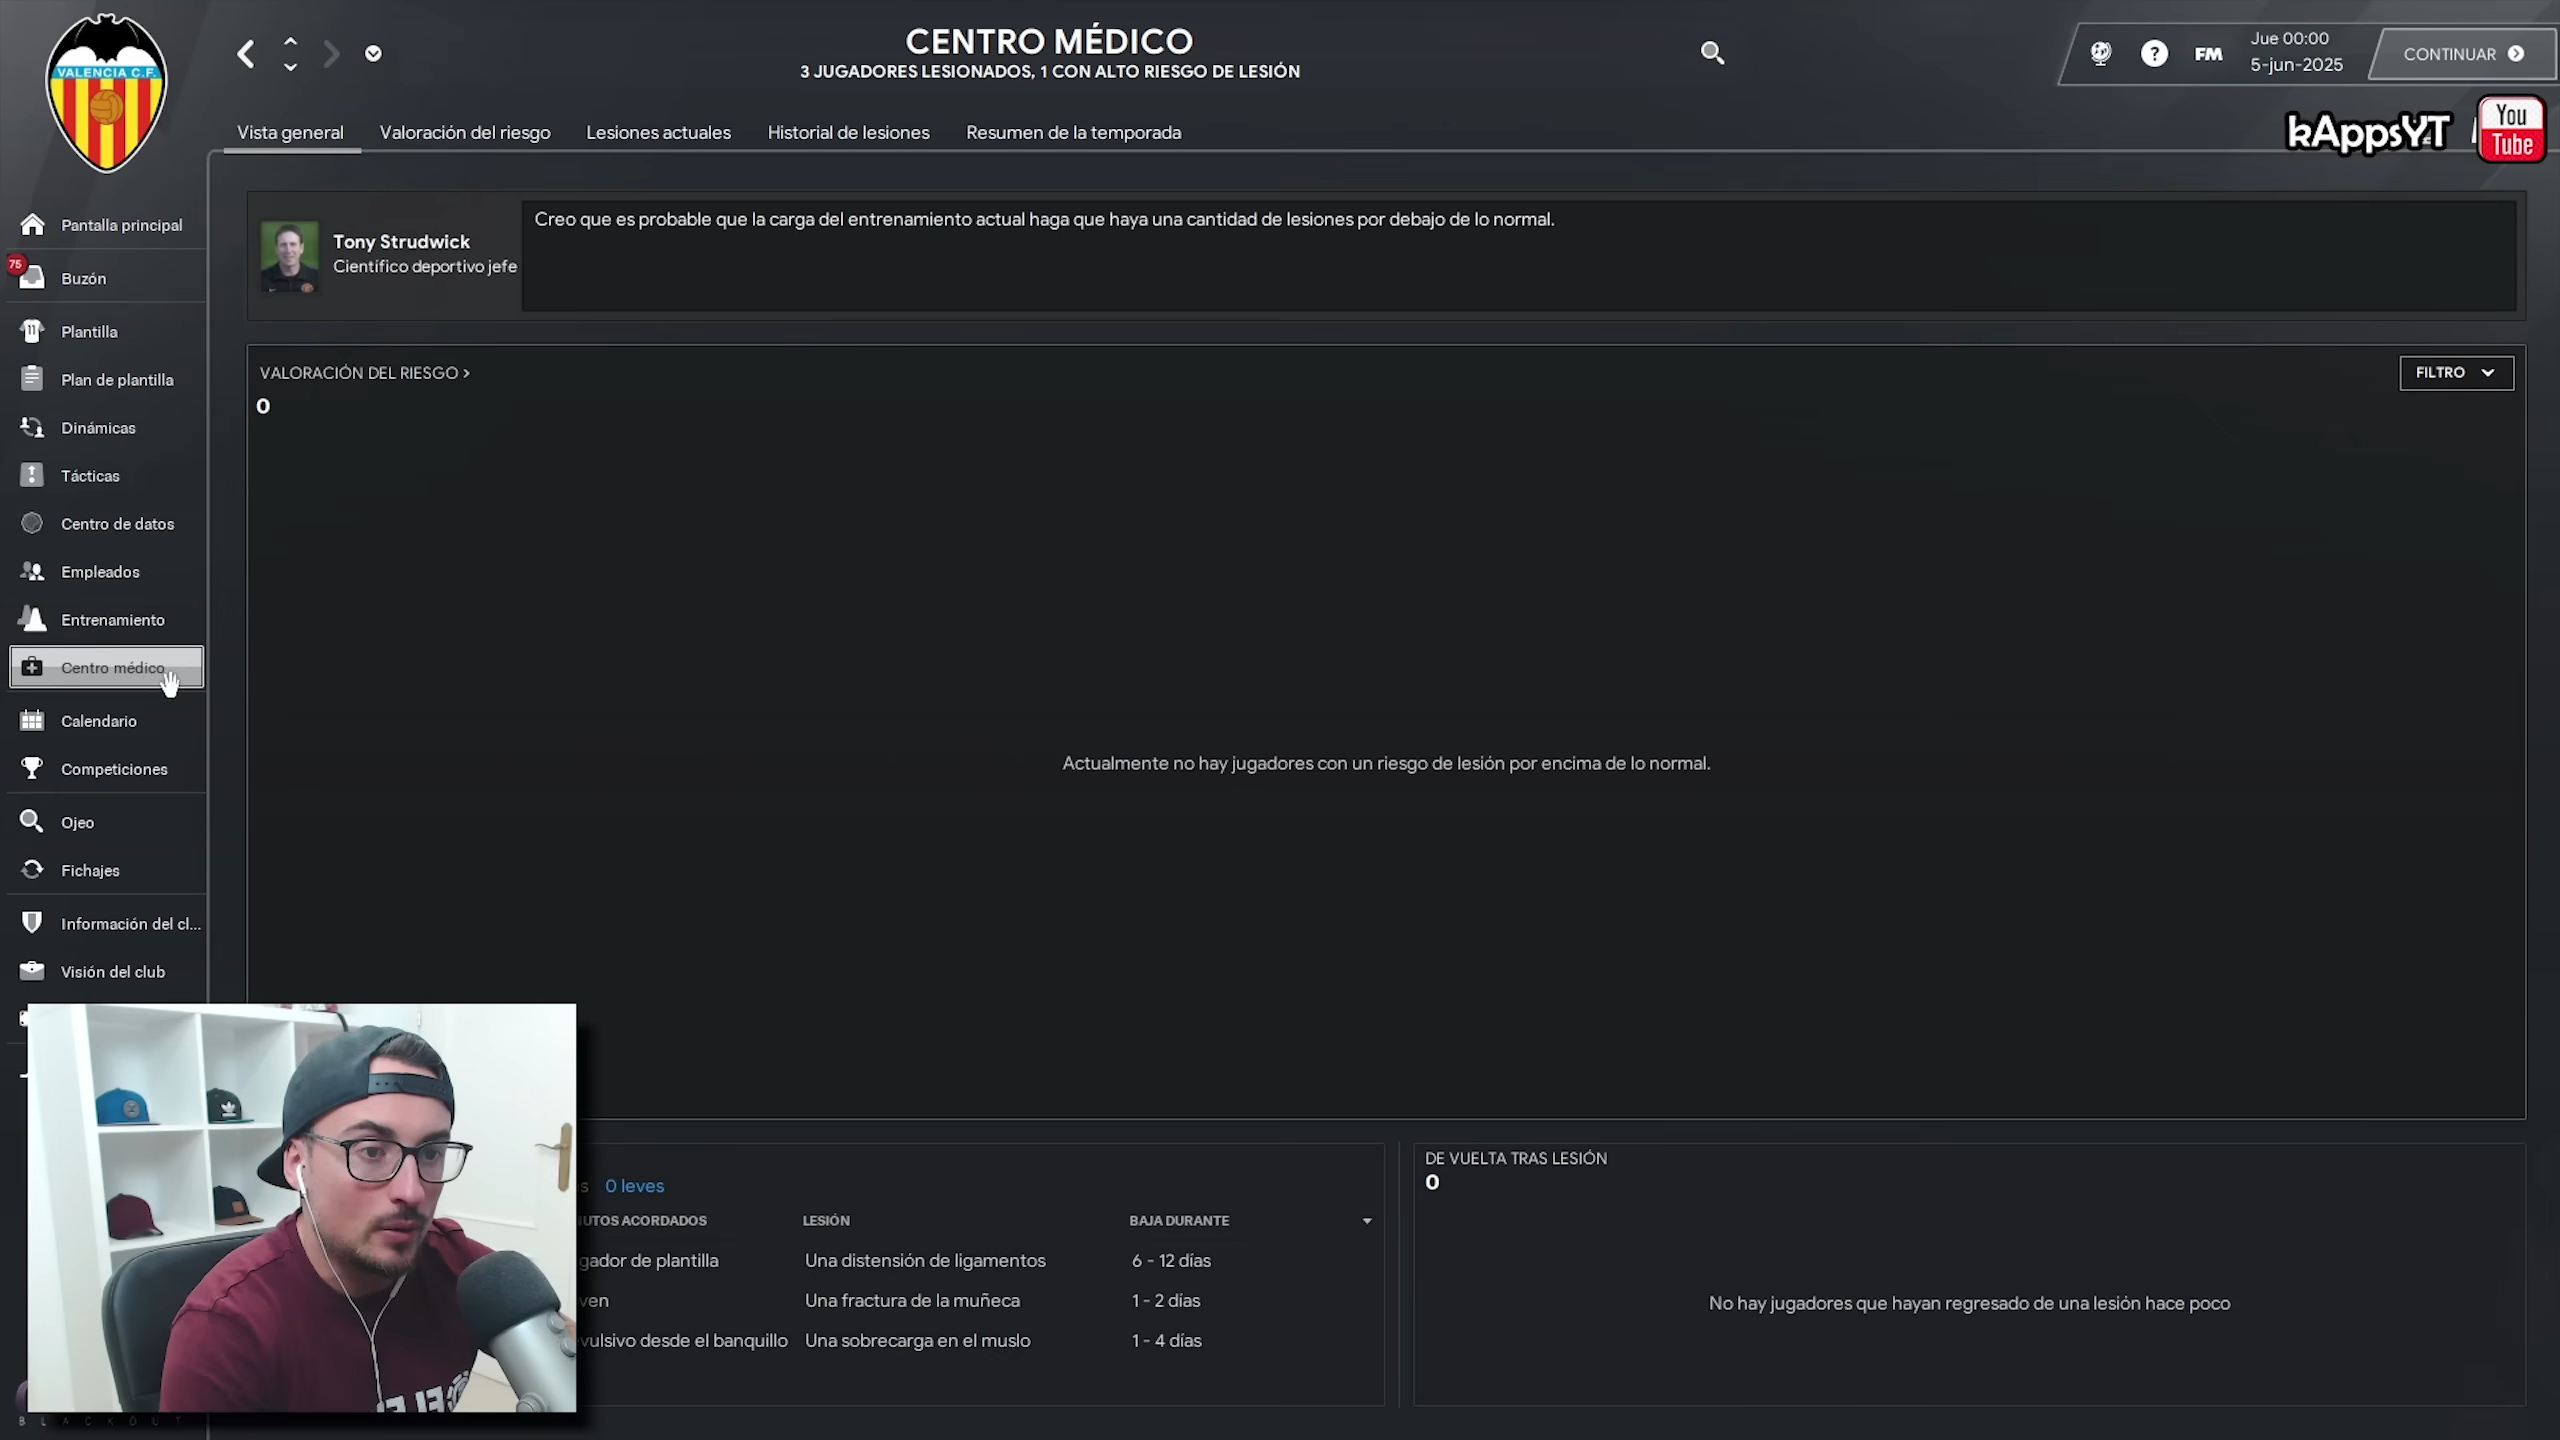 VALENCIA C.F.
CENTRO MÉDICO
3 JUGADORES LESIONADOS, 1 CON ALTO RIESGO DE LESIÓN
FM
Jue 00:00
5-jun-2025
CONTINUAR
kAppsYT
You
Tube
Vista general
Valoración del riesgo
Lesiones actuales
Historial de lesiones
Resumen de la temporada
Pantalla principal
75
Buzón
Plantilla
Plan de plantilla
Dinámicas
Tácticas
Centro de datos
Empleados
Entrenamiento
Centro médico
Calendario
Competiciones
Ojeo
Fichajes
Información del cl...
Visión del club
Tony Strudwick
Científico deportivo jefe
Creo que es probable que la carga del entrenamiento actual haga que haya una cantidad de lesiones por debajo de lo normal.
VALORACIÓN DEL RIESGO >
FILTRO
0
Actualmente no hay jugadores con un riesgo de lesión por encima de lo normal.
0 leves
ACORDADOS LESIÓN BAJA DURANTE
de plantilla Una distensión de ligamentos 6 - 12 días
Una fractura de la muñeca 1 - 2 días
desde el banquillo Una sobrecarga en el muslo 1 - 4 días
DE VUELTA TRAS LESIÓN
0
No hay jugadores que hayan regresado de una lesión hace poco
BLACKOUT